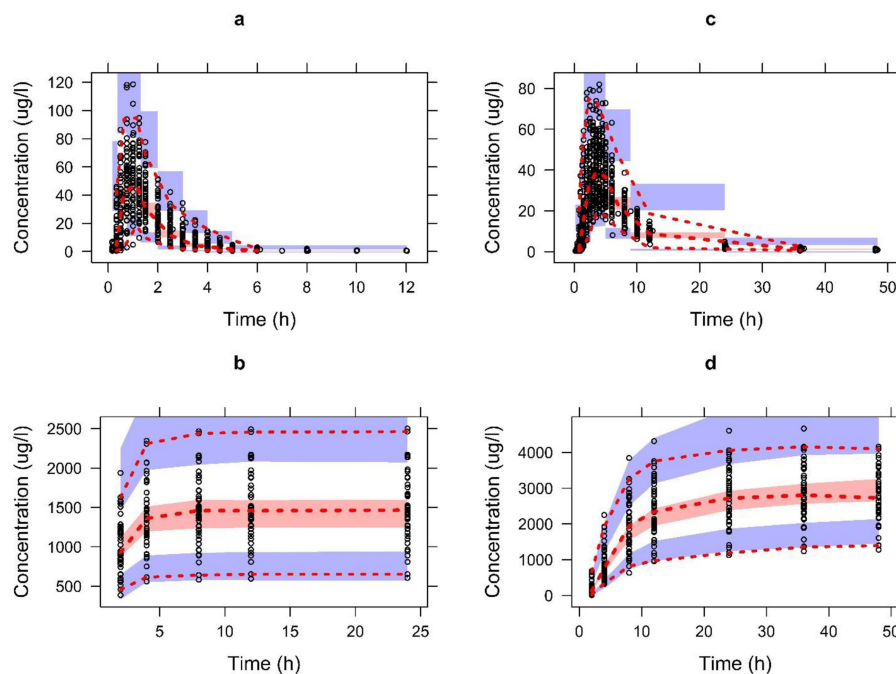 a
Concentration (ug/l)
120
100
80
60
40
20
0
0 2 4 6 8 10 12
Time (h)
c
Concentration (ug/l)
80
60
40
20
0
0 10 20 30 40 50
Time (h)
b
Concentration (ug/l)
2500
2000
1500
1000
500
5 10 15 20 25
Time (h)
d
Concentration (ug/l)
4000
3000
2000
1000
0
0 10 20 30 40 50
Time (h)